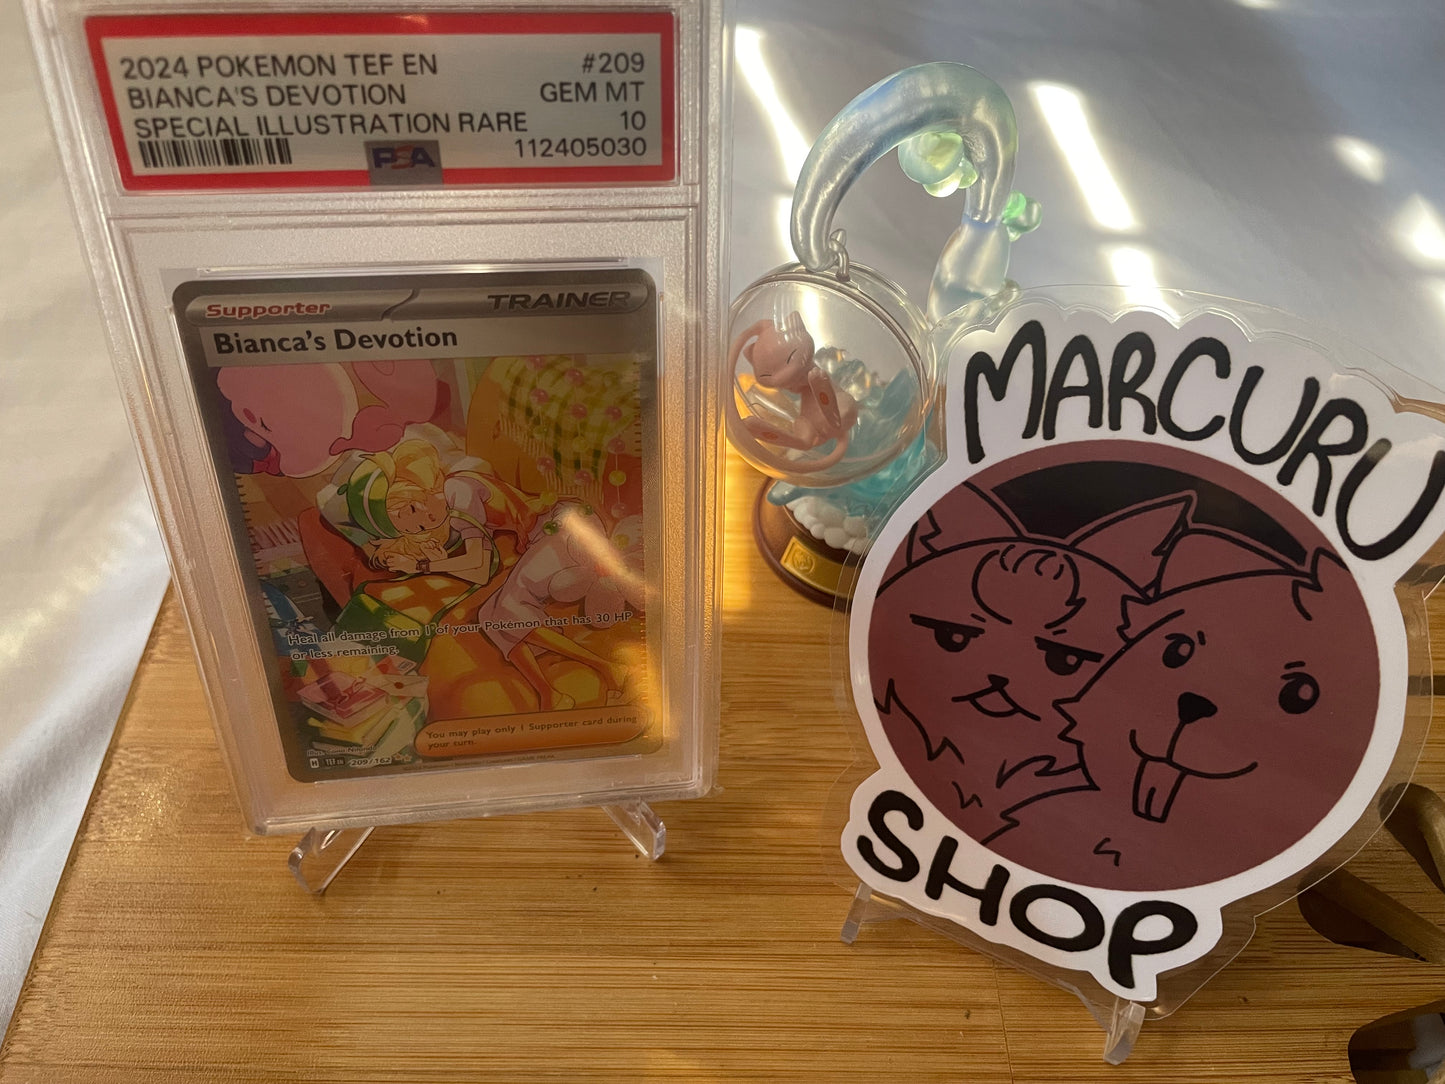 2024 POKEMON TEF EN #209
BIANCA'S DEVOTION GEM MT
SPECIAL ILLUSTRATION RARE 10
PSA 112405030
Supporter TRAINER
Bianca's Devotion
Heal all damage from 1 of your Pokémon that has 30 HP
or less remaining.
You may play only 1 Supporter card during
your turn.
H TEF EN 209/162
MARCURU
SHOP